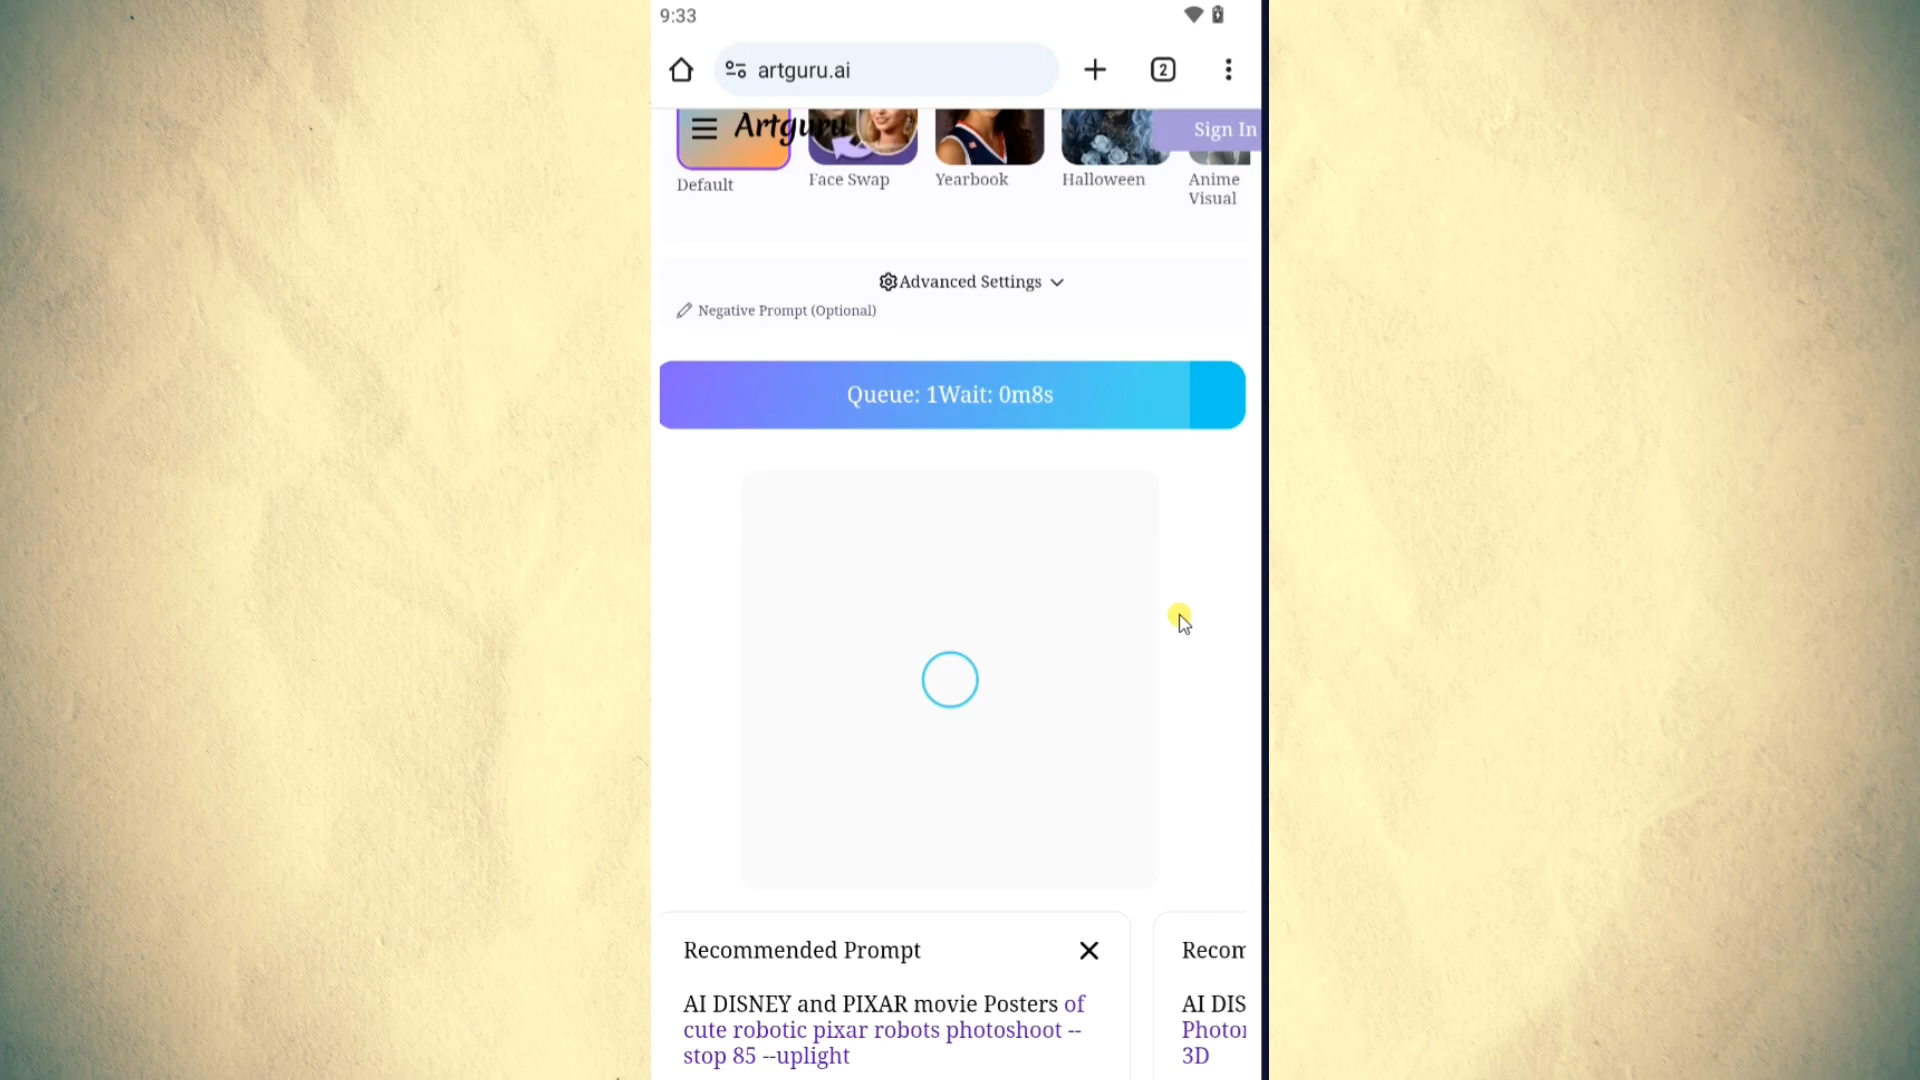 9:33
artguru.ai
2
Artguru
Sign In
Default
Face Swap
Yearbook
Halloween
Anime
Visual
Advanced Settings
Negative Prompt (Optional)
Queue: 1Wait: 0m8s
Recommended Prompt
AI DISNEY and PIXAR movie Posters of
cute robotic pixar robots photoshoot --
stop 85 --uplight
Recom
AI DIS
Photor
3D